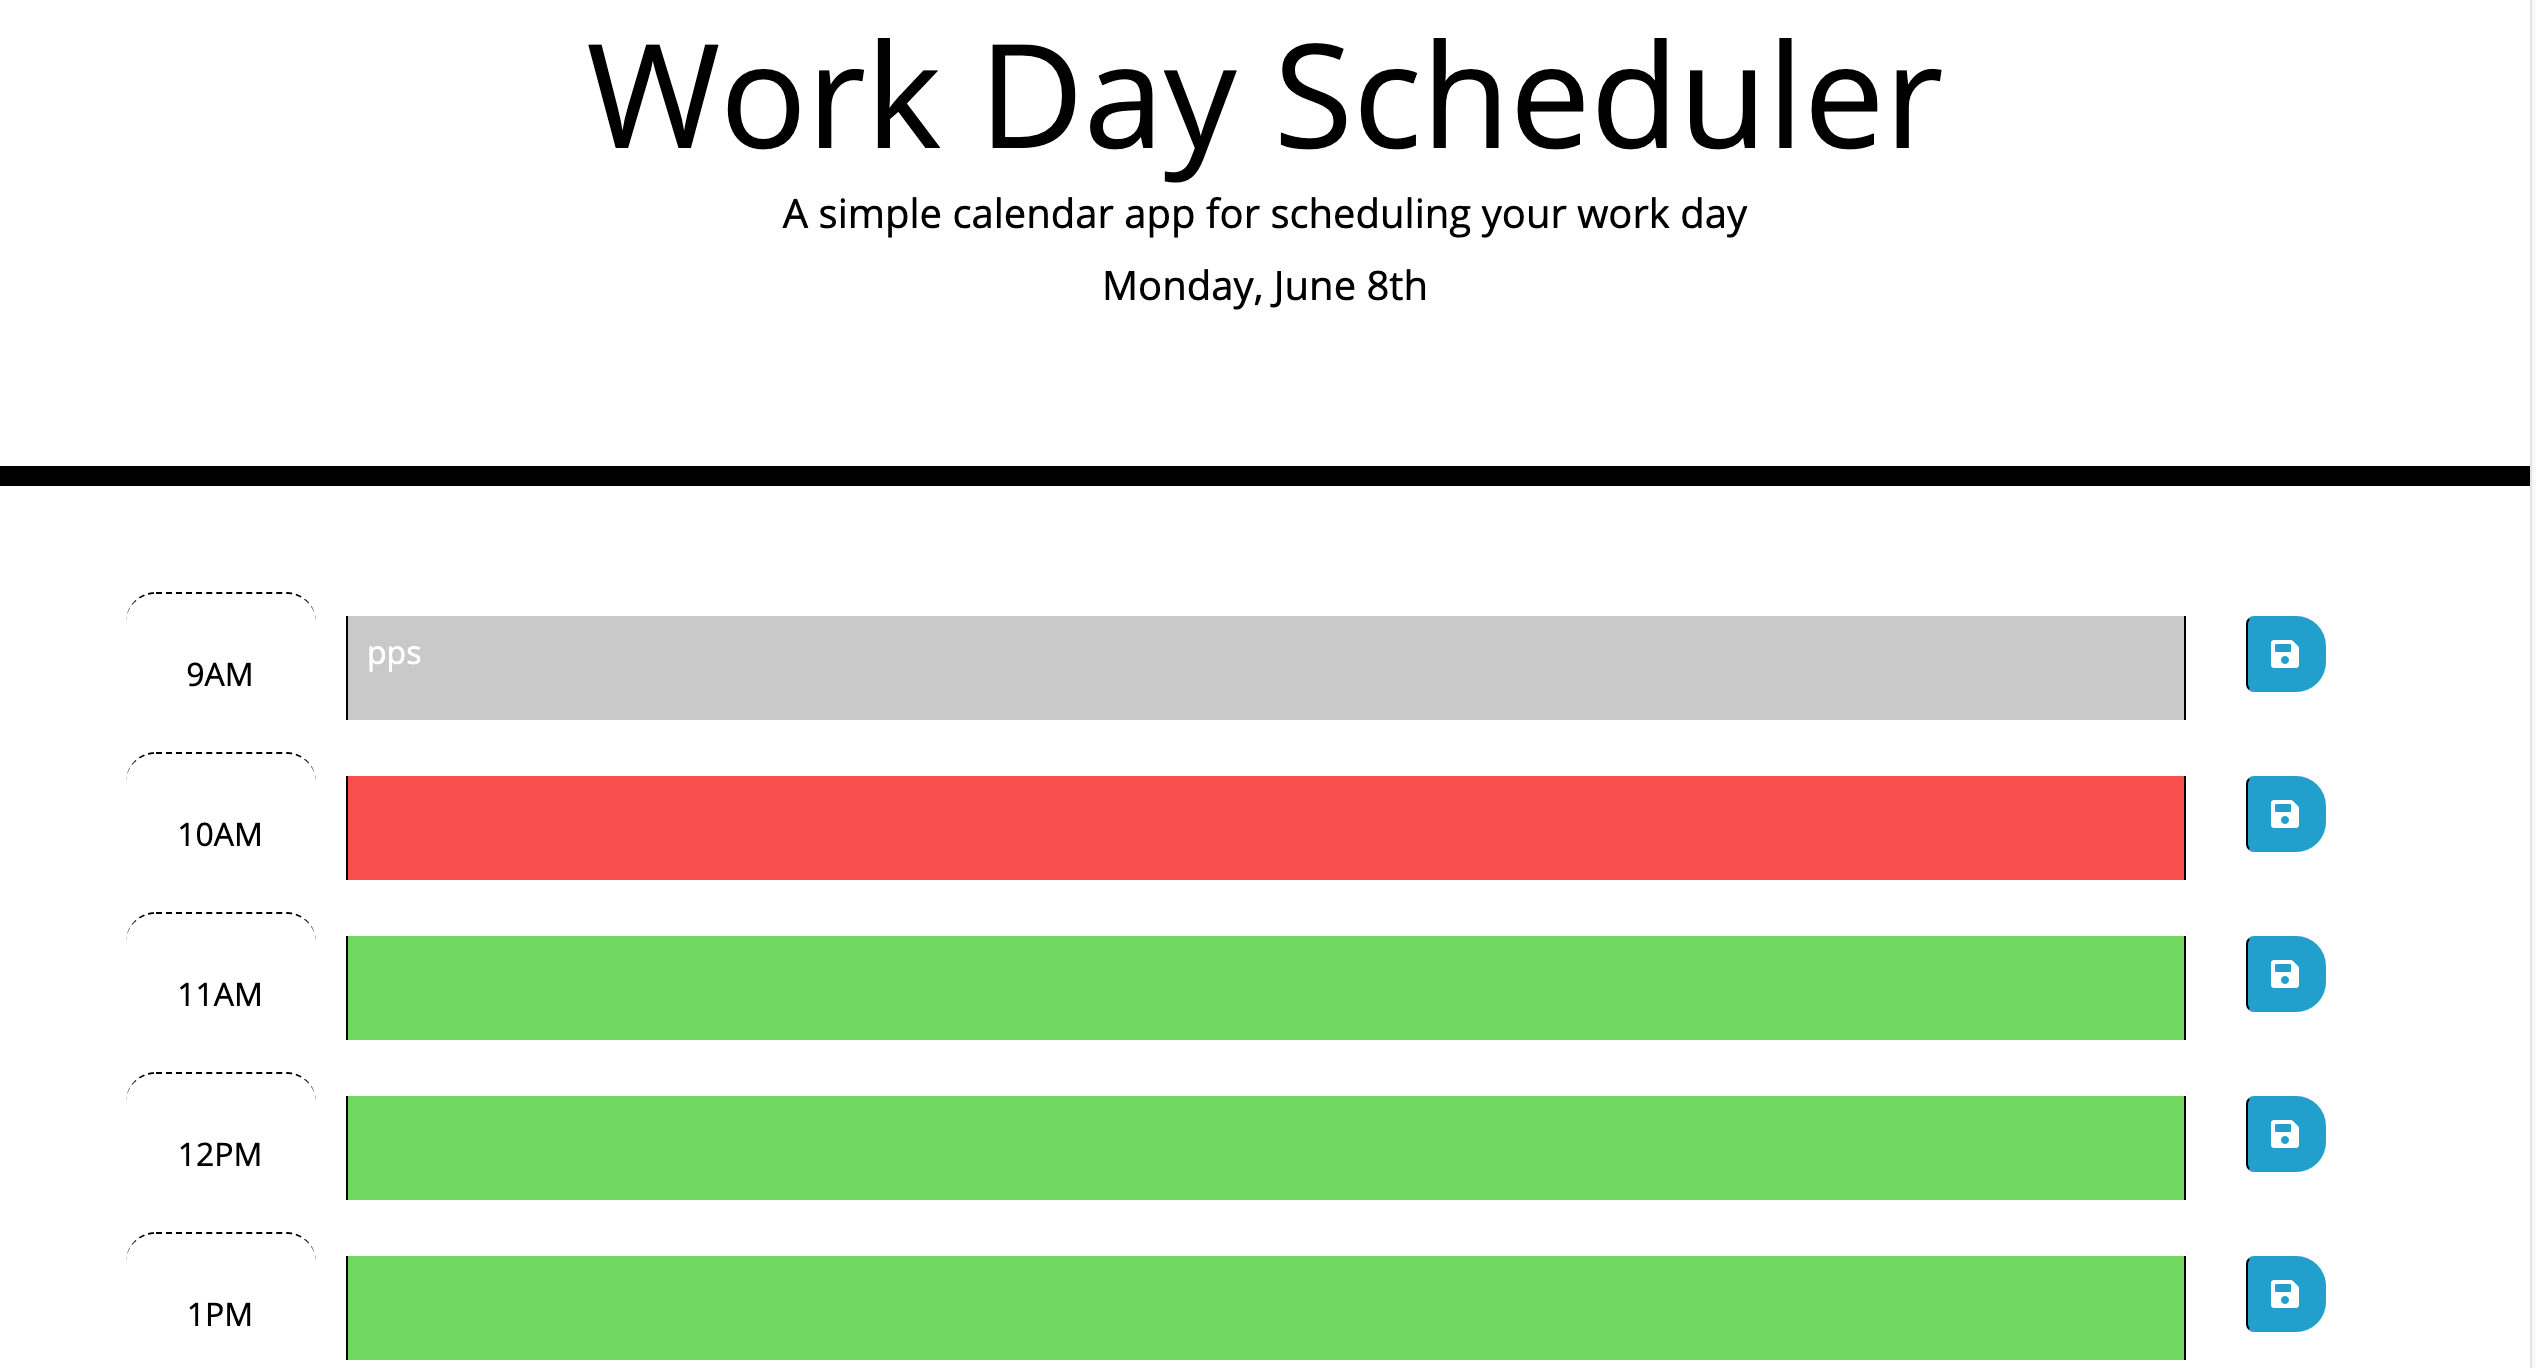 Work Day Scheduler
A simple calendar app for scheduling your work day
Monday, June 8th
9AM
pps
10AM
11AM
12PM
1PM